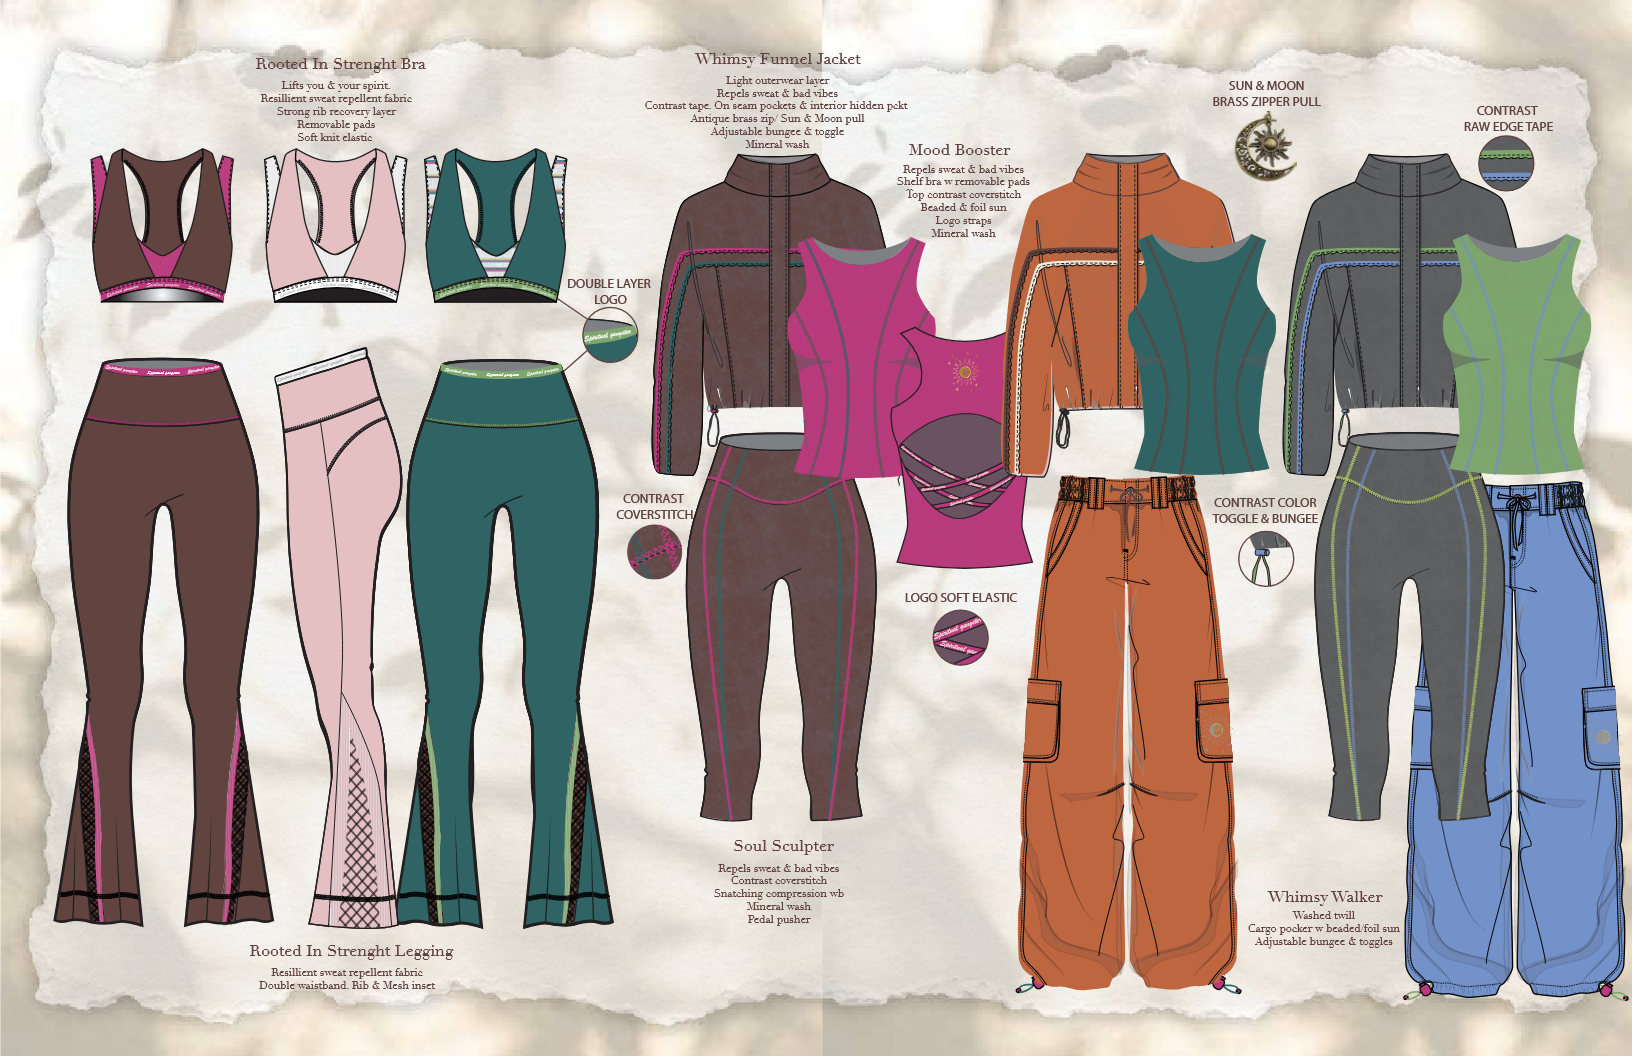 Rooted In Strenght Bra
Lifts you & your spirit.
Resillient sweat repellent fabric
Strong rib recovery layer
Removable pads
Soft knit elastic
Whimsy Funnel Jacket
Light outerwear layer
Repels sweat & bad vibes
Contrast tape. On seam pockets & interior hidden pckt
Antique brass zip/ Sun & Moon pull
Adjustable bungee & toggle
Mineral wash
Mood Booster
Repels sweat & bad vibes
Shelf bra w removable pads
Top contrast coverstitch
Beaded & foil sun
Logo straps
Mineral wash
SUN & MOON
BRASS ZIPPER PULL
CONTRAST
RAW EDGE TAPE
DOUBLE LAYER
LOGO
Spiritual gangster
CONTRAST
COVERSTITCH
CONTRAST COLOR
TOGGLE & BUNGEE
LOGO SOFT ELASTIC
Spiritual gangster
Spiritual gan
Soul Sculpter
Repels sweat & bad vibes
Contrast coverstitch
Snatching compression wb
Mineral wash
Pedal pusher
Whimsy Walker
Washed twill
Cargo pocker w beaded/foil sun
Adjustable bungee & toggles
Rooted In Strenght Legging
Resillient sweat repellent fabric
Double waistband. Rib & Mesh inset